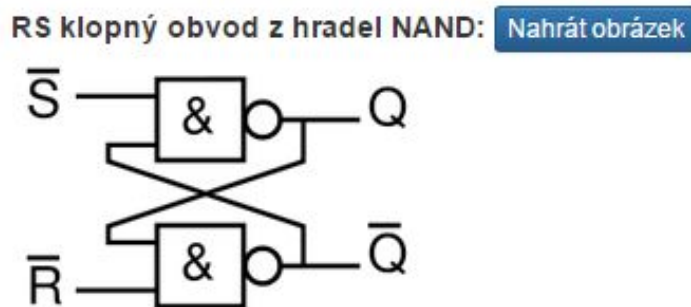 RS klopný obvod z hradel NAND: Nahrát obrázek
S̅ & Q
R̅ & Q̅